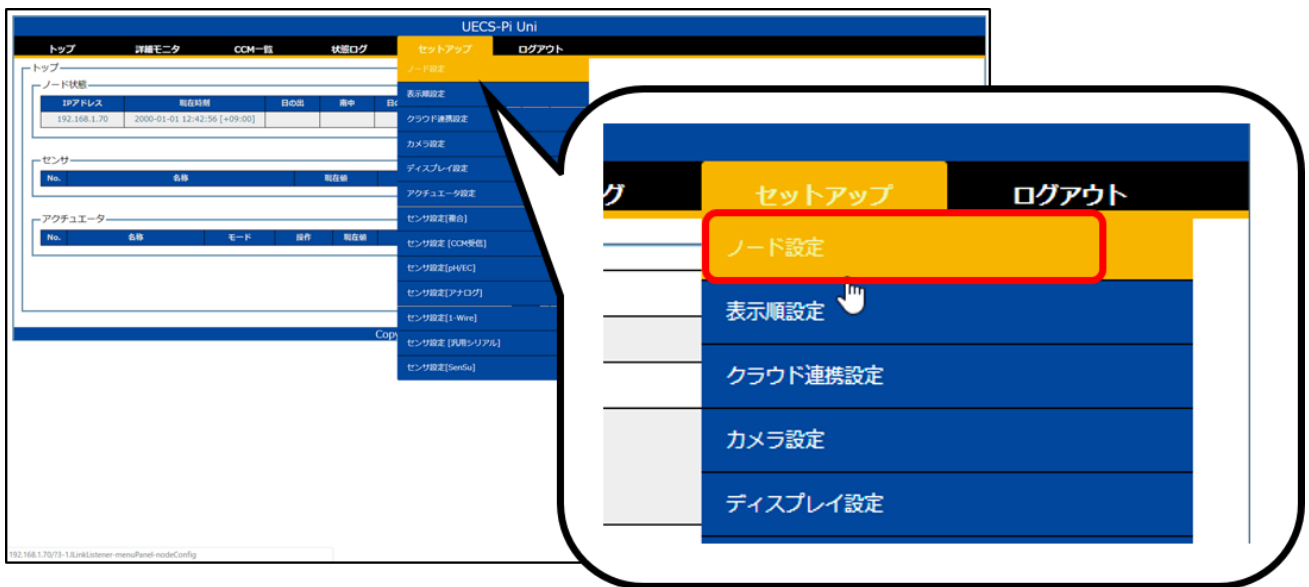 UECS-Pi Uni
トップ 詳細モニタ CCM一覧 状態ログ セットアップ ログアウト
トップ
ノード状態
IPアドレス 現在時刻 日の出 南中
192.168.1.70 2000-01-01 12:42:56 [+09:00]
センサ
No. 名称 現在値
アクチュエータ
No. 名称 モード 操作 現在値
ノード設定
表示順設定
クラウド連携設定
カメラ設定
ディスプレイ設定
アクチュエータ設定
センサ設定[複合]
センサ設定 [CCM受信]
センサ設定[pH/EC]
センサ設定[アナログ]
センサ設定[1-Wire]
センサ設定 [汎用シリアル]
センサ設定[SenSu]
Copy
192.168.1.70/?3-1.ILinkListener-menuPanel-nodeConfig
グ セットアップ ログアウト
ノード設定
表示順設定
クラウド連携設定
カメラ設定
ディスプレイ設定